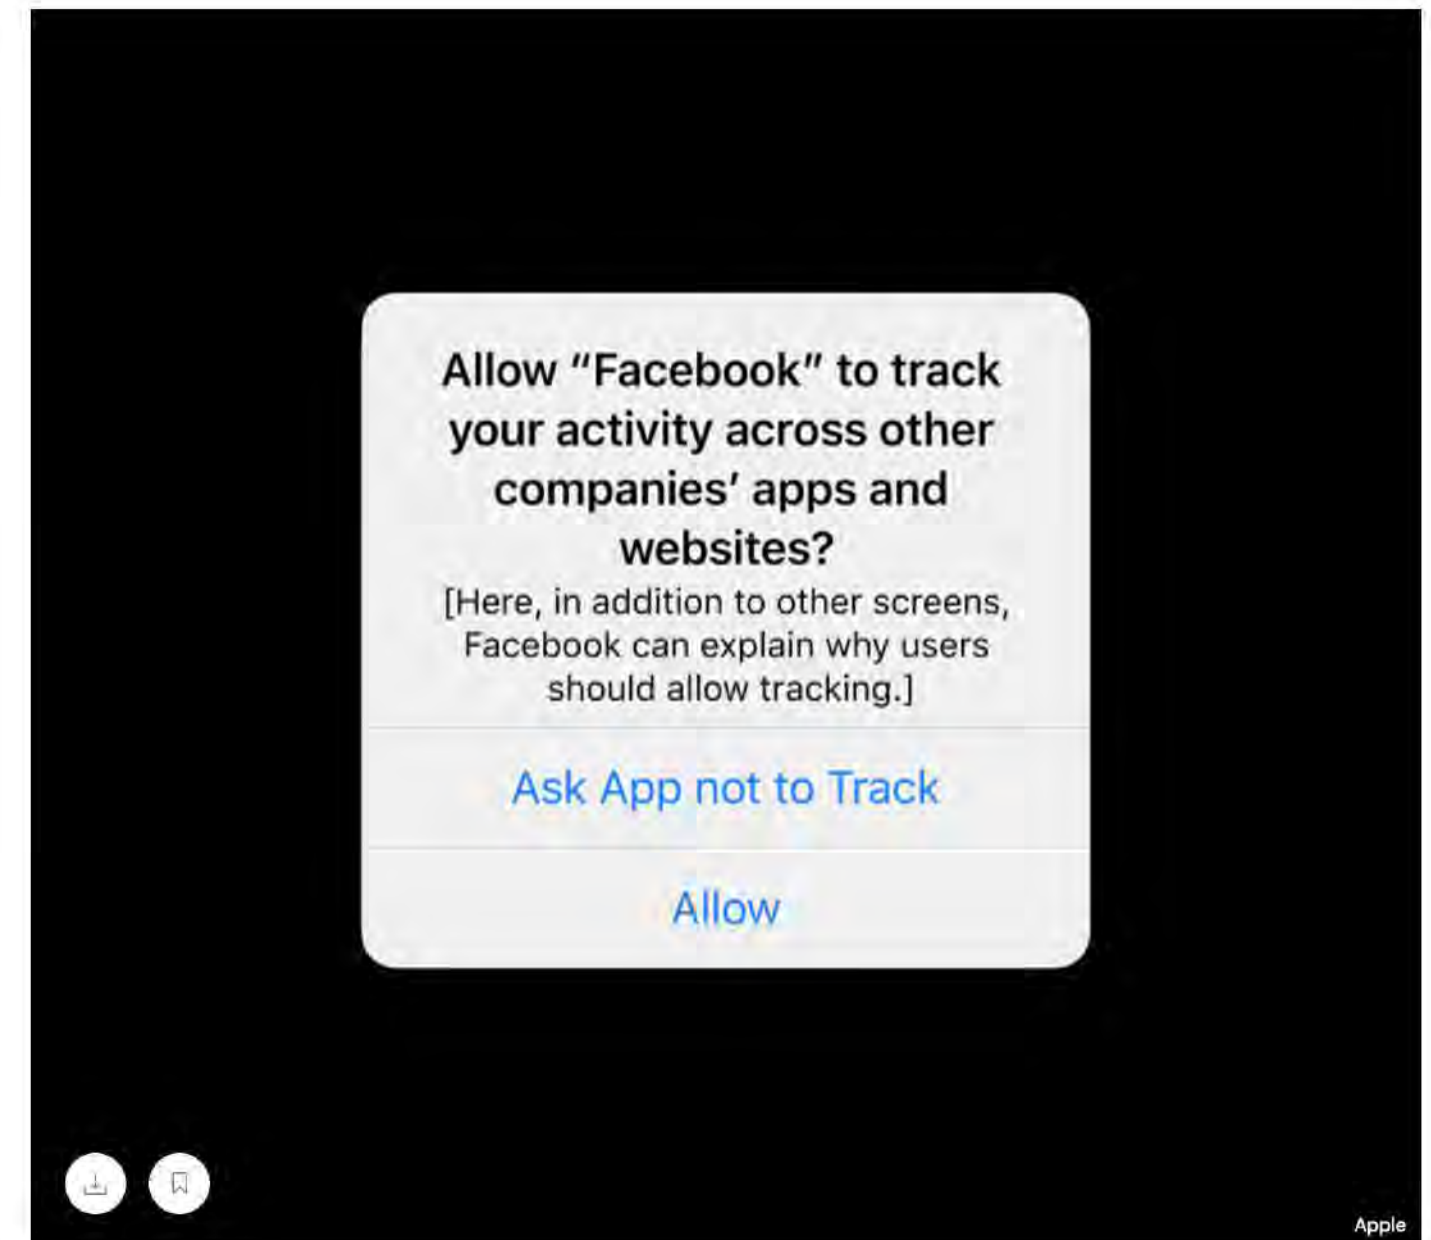 Allow “Facebook” to track
your activity across other
companies’ apps and
websites?
[Here, in addition to other screens,
Facebook can explain why users
should allow tracking.]
Ask App not to Track
Allow
Apple